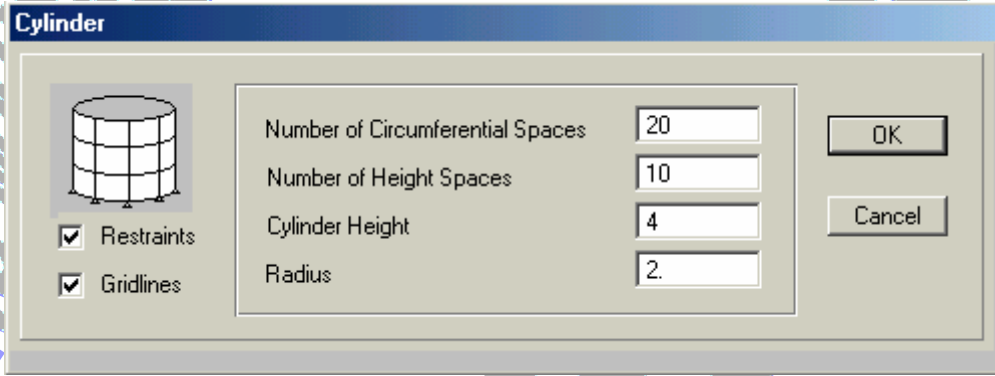 Cylinder
Number of Circumferential Spaces 20
Number of Height Spaces 10
Cylinder Height 4
Radius 2.
Restraints
Gridlines
OK
Cancel